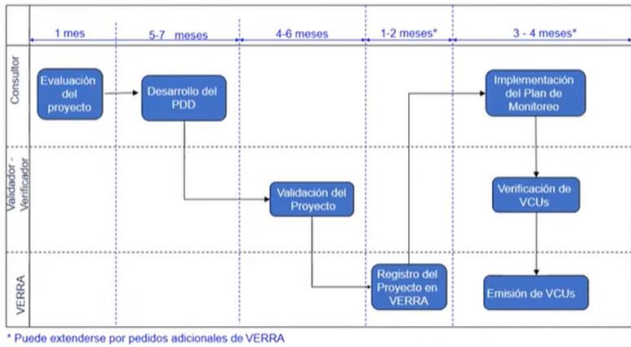 1 mes
5-7 meses
4-6 meses
1-2 meses*
3 - 4 meses*
Consultor
Evaluación
del
proyecto
Desarrollo del
PDD
Implementación
del Plan de
Monitoreo
Validador -
Verificador
Validación del
Proyecto
Verificación de
VCUs
VERRA
Registro del
Proyecto en
VERRA
Emisión de VCUs
* Puede extenderse por pedidos adicionales de VERRA